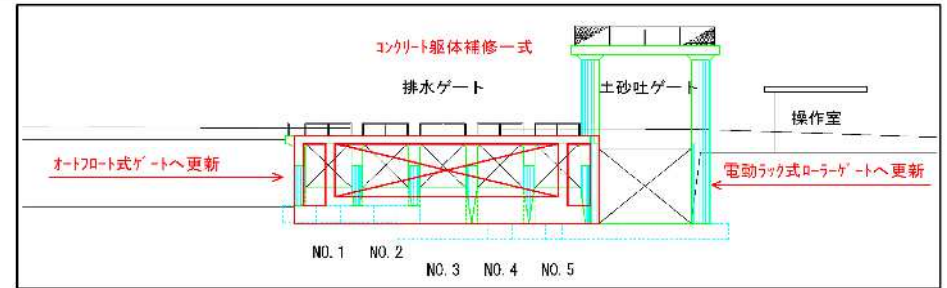 コンクリート躯体補修一式
排水ゲート
土砂吐ゲート
操作室
オートフロート式ゲートへ更新
電動ラック式ローラーゲートへ更新
NO. 1
NO. 2
NO. 3
NO. 4
NO. 5